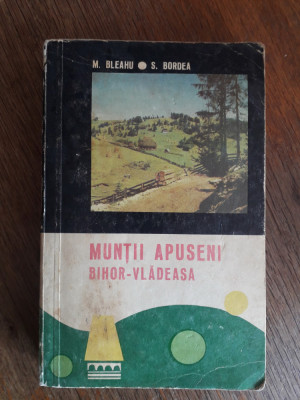 M. BLEAHU ● S. BORDEA
MUNȚII APUSENI
BIHOR-VLĂDEASA